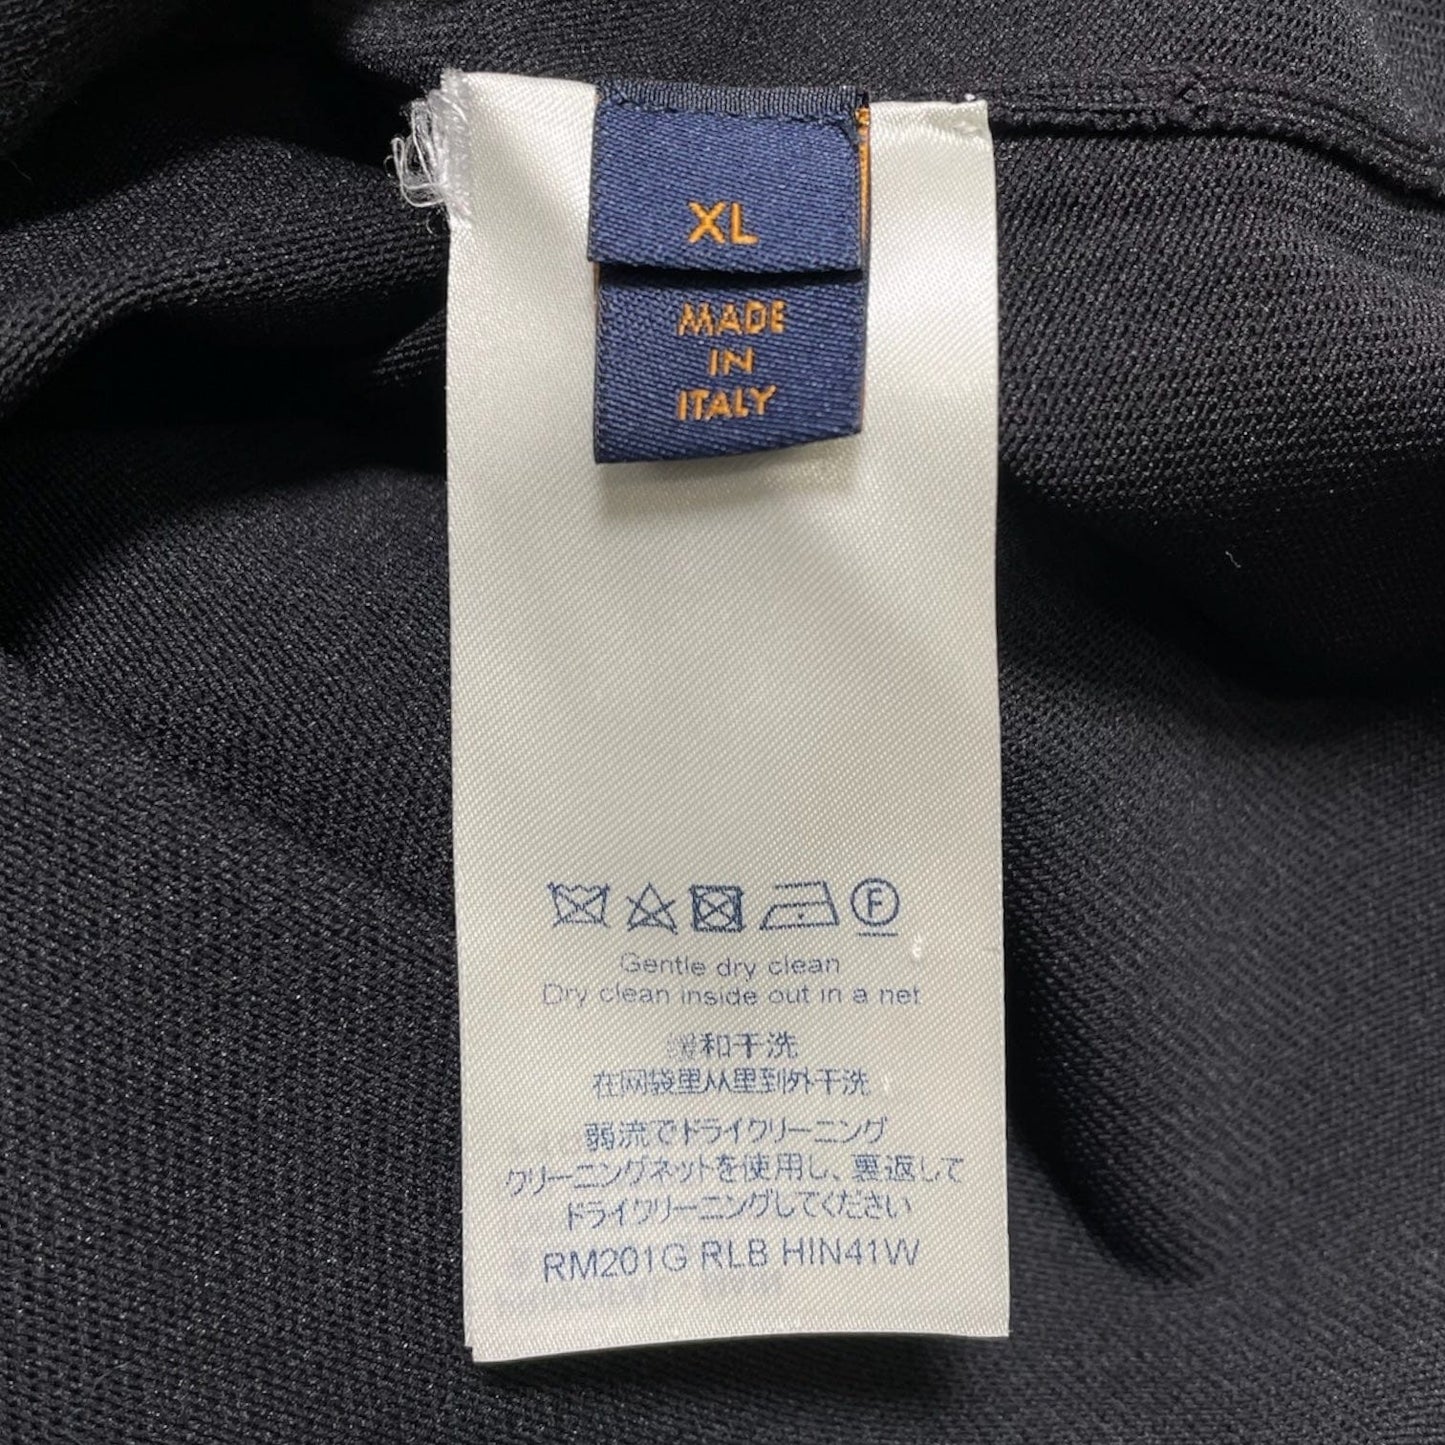 XL
MADE
IN
ITALY
F
Gentle dry clean
Dry clean inside out in a net
缓和干洗
在网袋里从里到外干洗
弱流でドライクリーニング
クリーニングネットを使用し、裏返して
ドライクリーニングしてください
RM201G RLB HIN41W